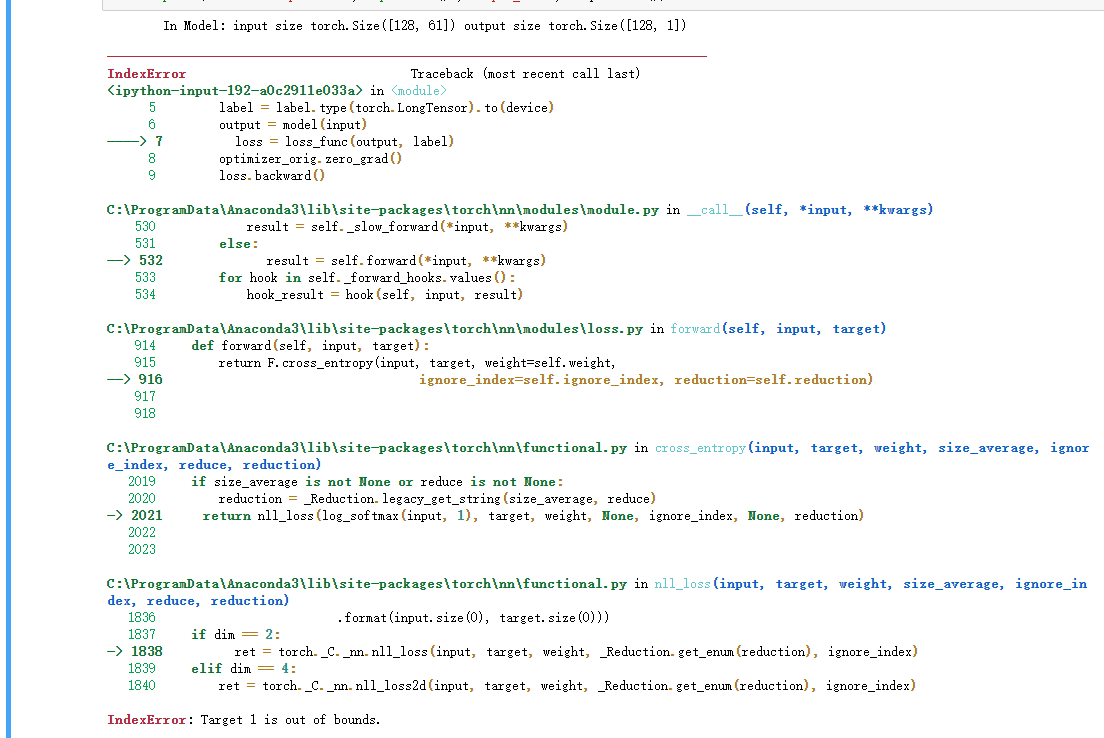 In Model: input size torch.Size([128, 61]) output size torch.Size([128, 1])
IndexError Traceback (most recent call last)
<ipython-input-192-a0c2911e033a> in <module>
5 label = label.type(torch.LongTensor).to(device)
6 output = model(input)
----> 7 loss = loss_func(output, label)
8 optimizer_orig.zero_grad()
9 loss.backward()
C:\ProgramData\Anaconda3\lib\site-packages\torch\nn\modules\module.py in __call__(self, *input, **kwargs)
530 result = self._slow_forward(*input, **kwargs)
531 else:
--> 532 result = self.forward(*input, **kwargs)
533 for hook in self._forward_hooks.values():
534 hook_result = hook(self, input, result)
C:\ProgramData\Anaconda3\lib\site-packages\torch\nn\modules\loss.py in forward(self, input, target)
914 def forward(self, input, target):
915 return F.cross_entropy(input, target, weight=self.weight,
--> 916 ignore_index=self.ignore_index, reduction=self.reduction)
917
918
C:\ProgramData\Anaconda3\lib\site-packages\torch\nn\functional.py in cross_entropy(input, target, weight, size_average, ignor
e_index, reduce, reduction)
2019 if size_average is not None or reduce is not None:
2020 reduction = _Reduction.legacy_get_string(size_average, reduce)
-> 2021 return nll_loss(log_softmax(input, 1), target, weight, None, ignore_index, None, reduction)
2022
2023
C:\ProgramData\Anaconda3\lib\site-packages\torch\nn\functional.py in nll_loss(input, target, weight, size_average, ignore_in
dex, reduce, reduction)
1836 .format(input.size(0), target.size(0)))
1837 if dim == 2:
-> 1838 ret = torch._C._nn.nll_loss(input, target, weight, _Reduction.get_enum(reduction), ignore_index)
1839 elif dim == 4:
1840 ret = torch._C._nn.nll_loss2d(input, target, weight, _Reduction.get_enum(reduction), ignore_index)
IndexError: Target 1 is out of bounds.